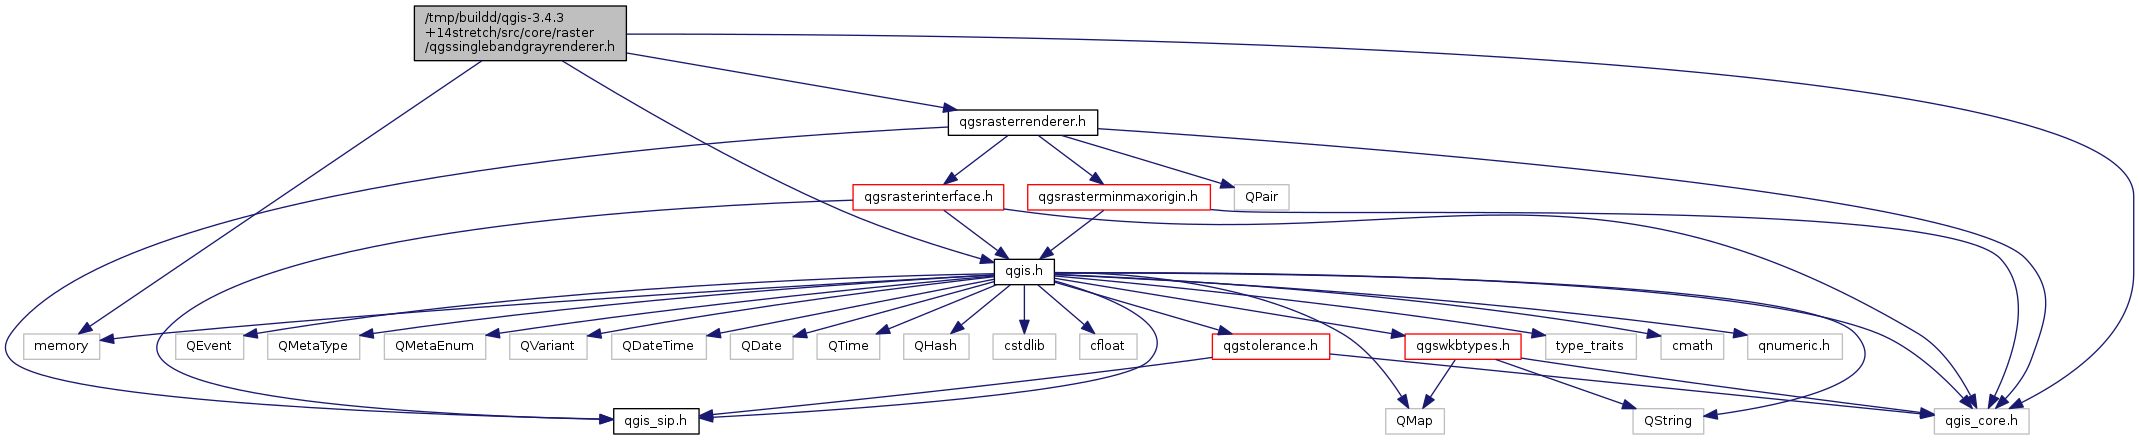 /tmp/buildd/qgis-3.4.3
+14stretch/src/core/raster
/qgssinglebandgrayrenderer.h
qgsrasterrenderer.h
qgsrasterinterface.h
qgsrasterminmaxorigin.h
QPair
qgis.h
memory
QEvent
QMetaType
QMetaEnum
QVariant
QDateTime
QDate
QTime
QHash
cstdlib
cfloat
qgstolerance.h
qgswkbtypes.h
type_traits
cmath
qnumeric.h
qgis_sip.h
QMap
QString
qgis_core.h